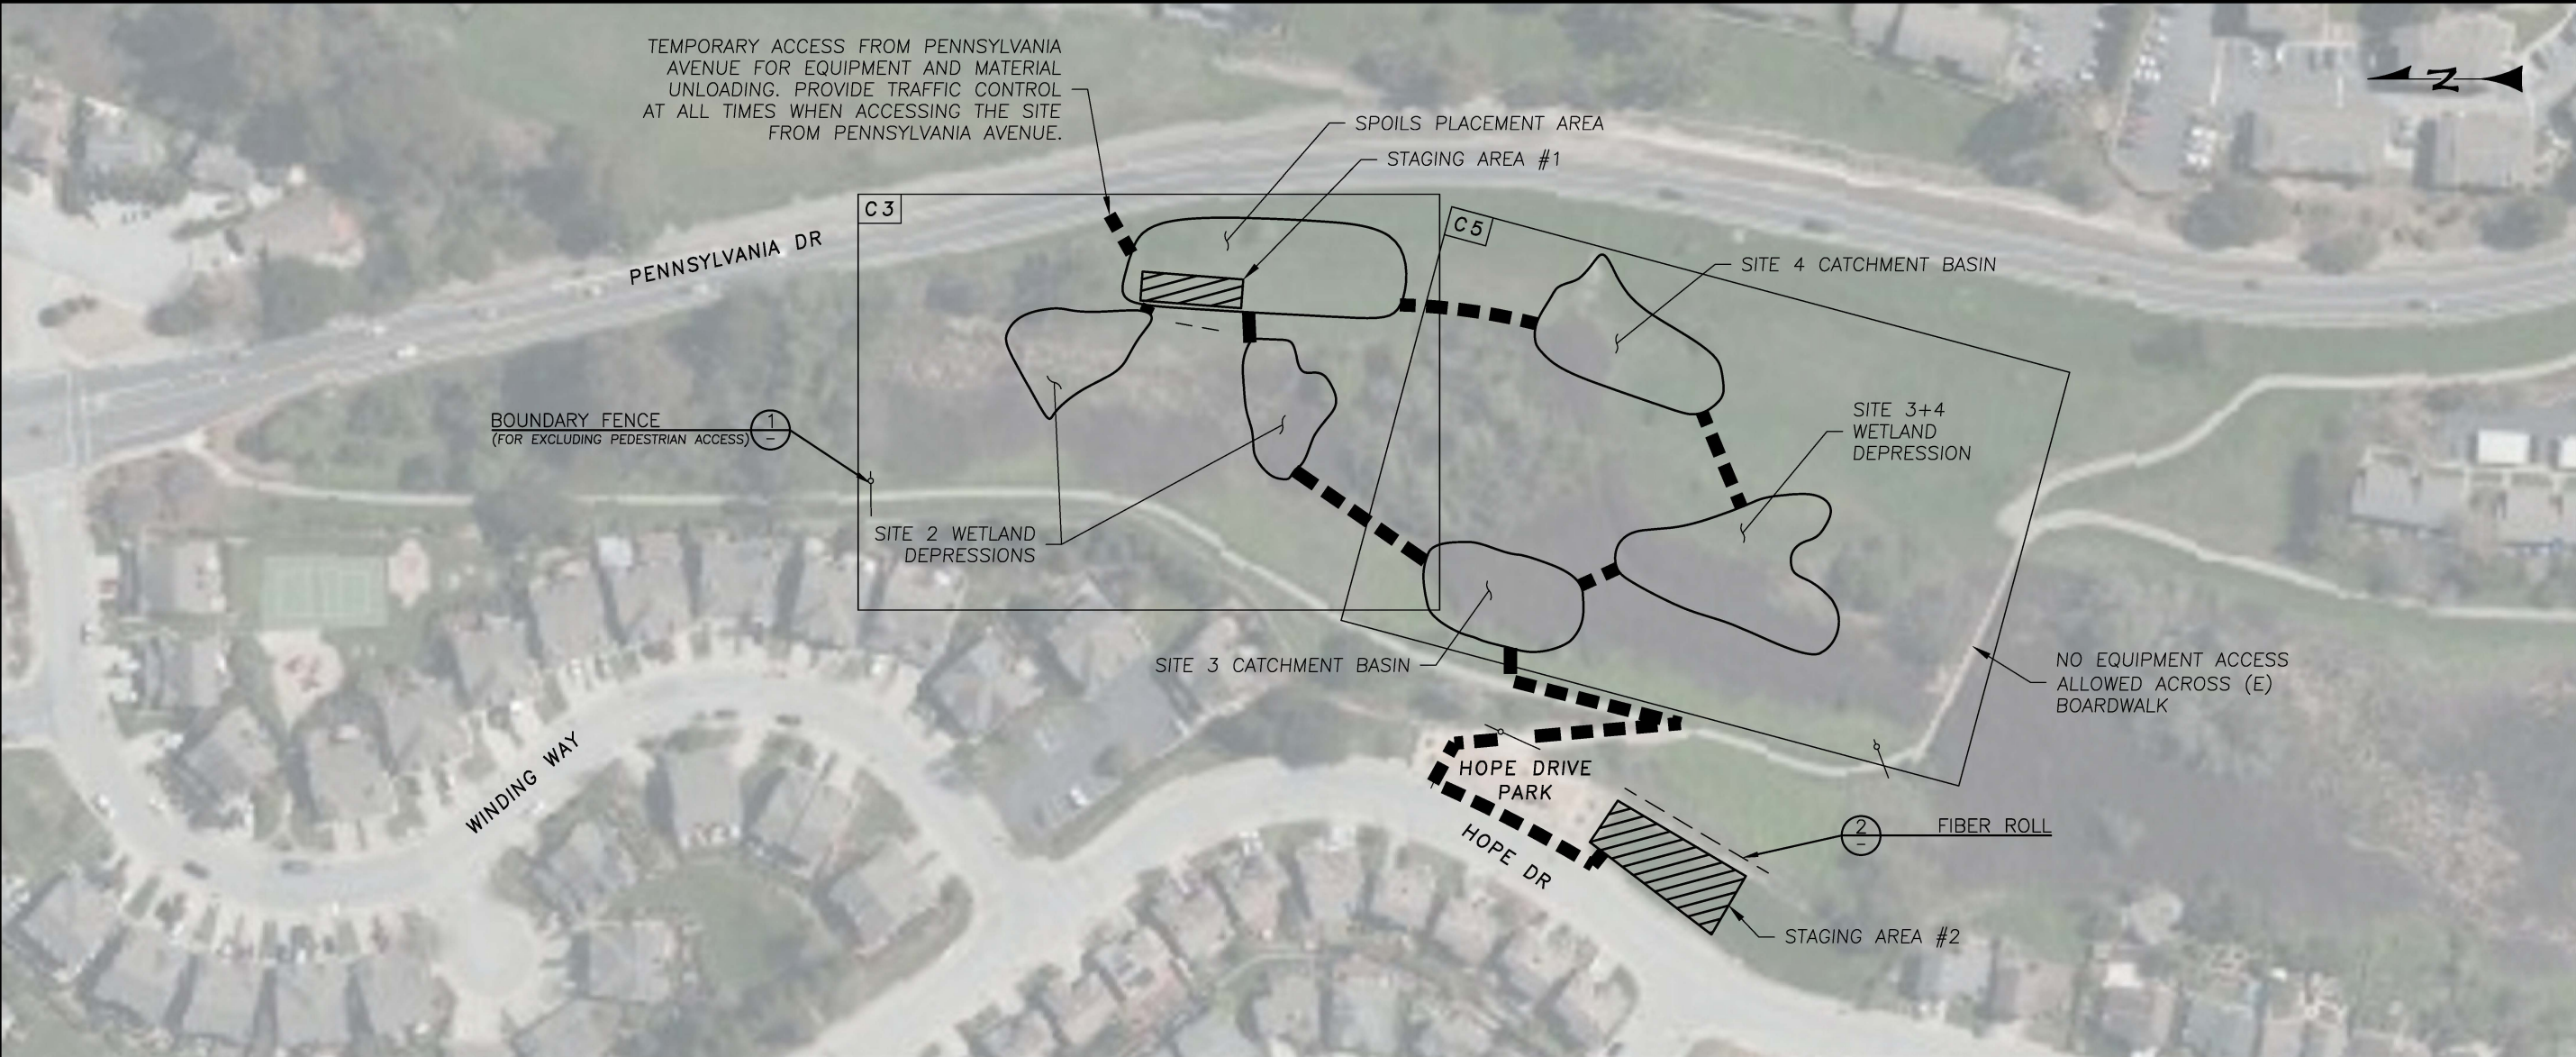 TEMPORARY ACCESS FROM PENNSYLVANIA
AVENUE FOR EQUIPMENT AND MATERIAL
UNLOADING. PROVIDE TRAFFIC CONTROL
AT ALL TIMES WHEN ACCESSING THE SITE
FROM PENNSYLVANIA AVENUE.
N
SPOILS PLACEMENT AREA
STAGING AREA #1
C3
C5
PENNSYLVANIA DR
SITE 4 CATCHMENT BASIN
BOUNDARY FENCE
(FOR EXCLUDING PEDESTRIAN ACCESS)
1
-
SITE 3+4
WETLAND
DEPRESSION
SITE 2 WETLAND
DEPRESSIONS
SITE 3 CATCHMENT BASIN
NO EQUIPMENT ACCESS
ALLOWED ACROSS (E)
BOARDWALK
WINDING WAY
HOPE DRIVE
PARK
HOPE DR
2
-
FIBER ROLL
STAGING AREA #2